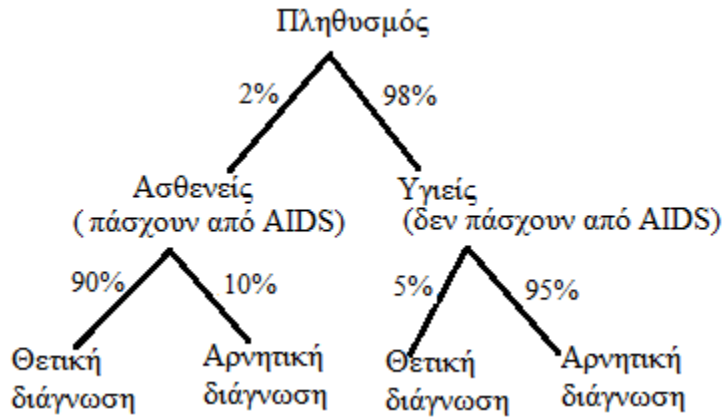 Πληθυσμός
2% 98%
Ασθενείς Υγιείς
( πάσχουν από AIDS) (δεν πάσχουν από AIDS)
90% 10% 5% 95%
Θετική Αρνητική Θετική Αρνητική
διάγνωση διάγνωση διάγνωση διάγνωση